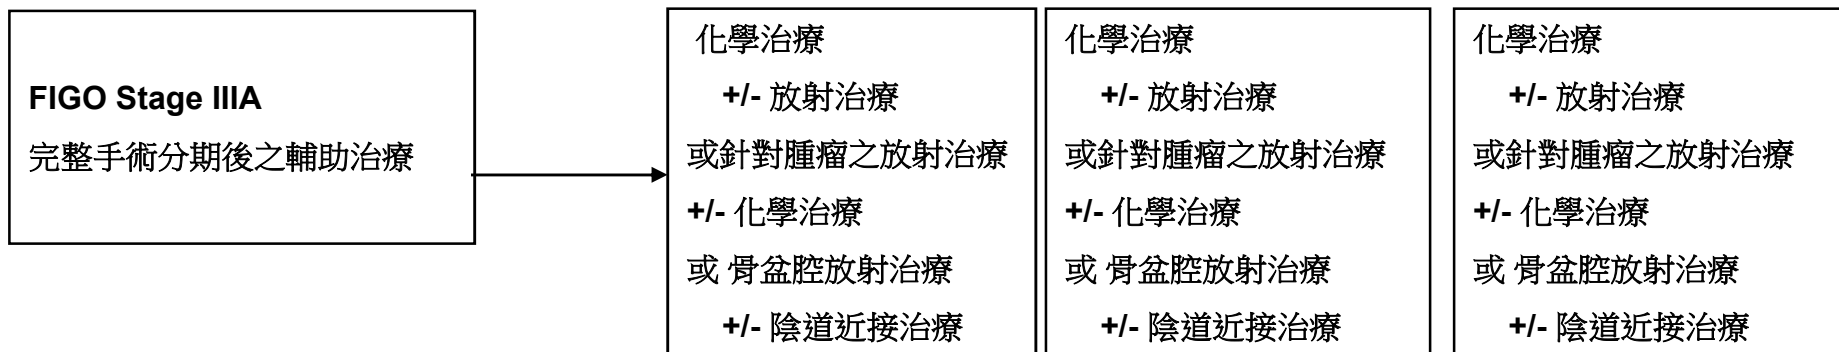 FIGO Stage IIIA
完整手術分期後之輔助治療
化學治療
+/- 放射治療
或針對腫瘤之放射治療
+/- 化學治療
或 骨盆腔放射治療
+/- 陰道近接治療
化學治療
+/- 放射治療
或針對腫瘤之放射治療
+/- 化學治療
或 骨盆腔放射治療
+/- 陰道近接治療
化學治療
+/- 放射治療
或針對腫瘤之放射治療
+/- 化學治療
或 骨盆腔放射治療
+/- 陰道近接治療